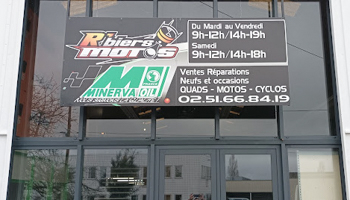 Ribiers
MOTOS
MINERVA OIL
Du Mardi au Vendredi
9h-12h/14h-19h
Samedi
9h-12h/14h-18h
Ventes Réparations
Neufs et occasions
QUADS - MOTOS - CYCLOS
02.51.66.84.19